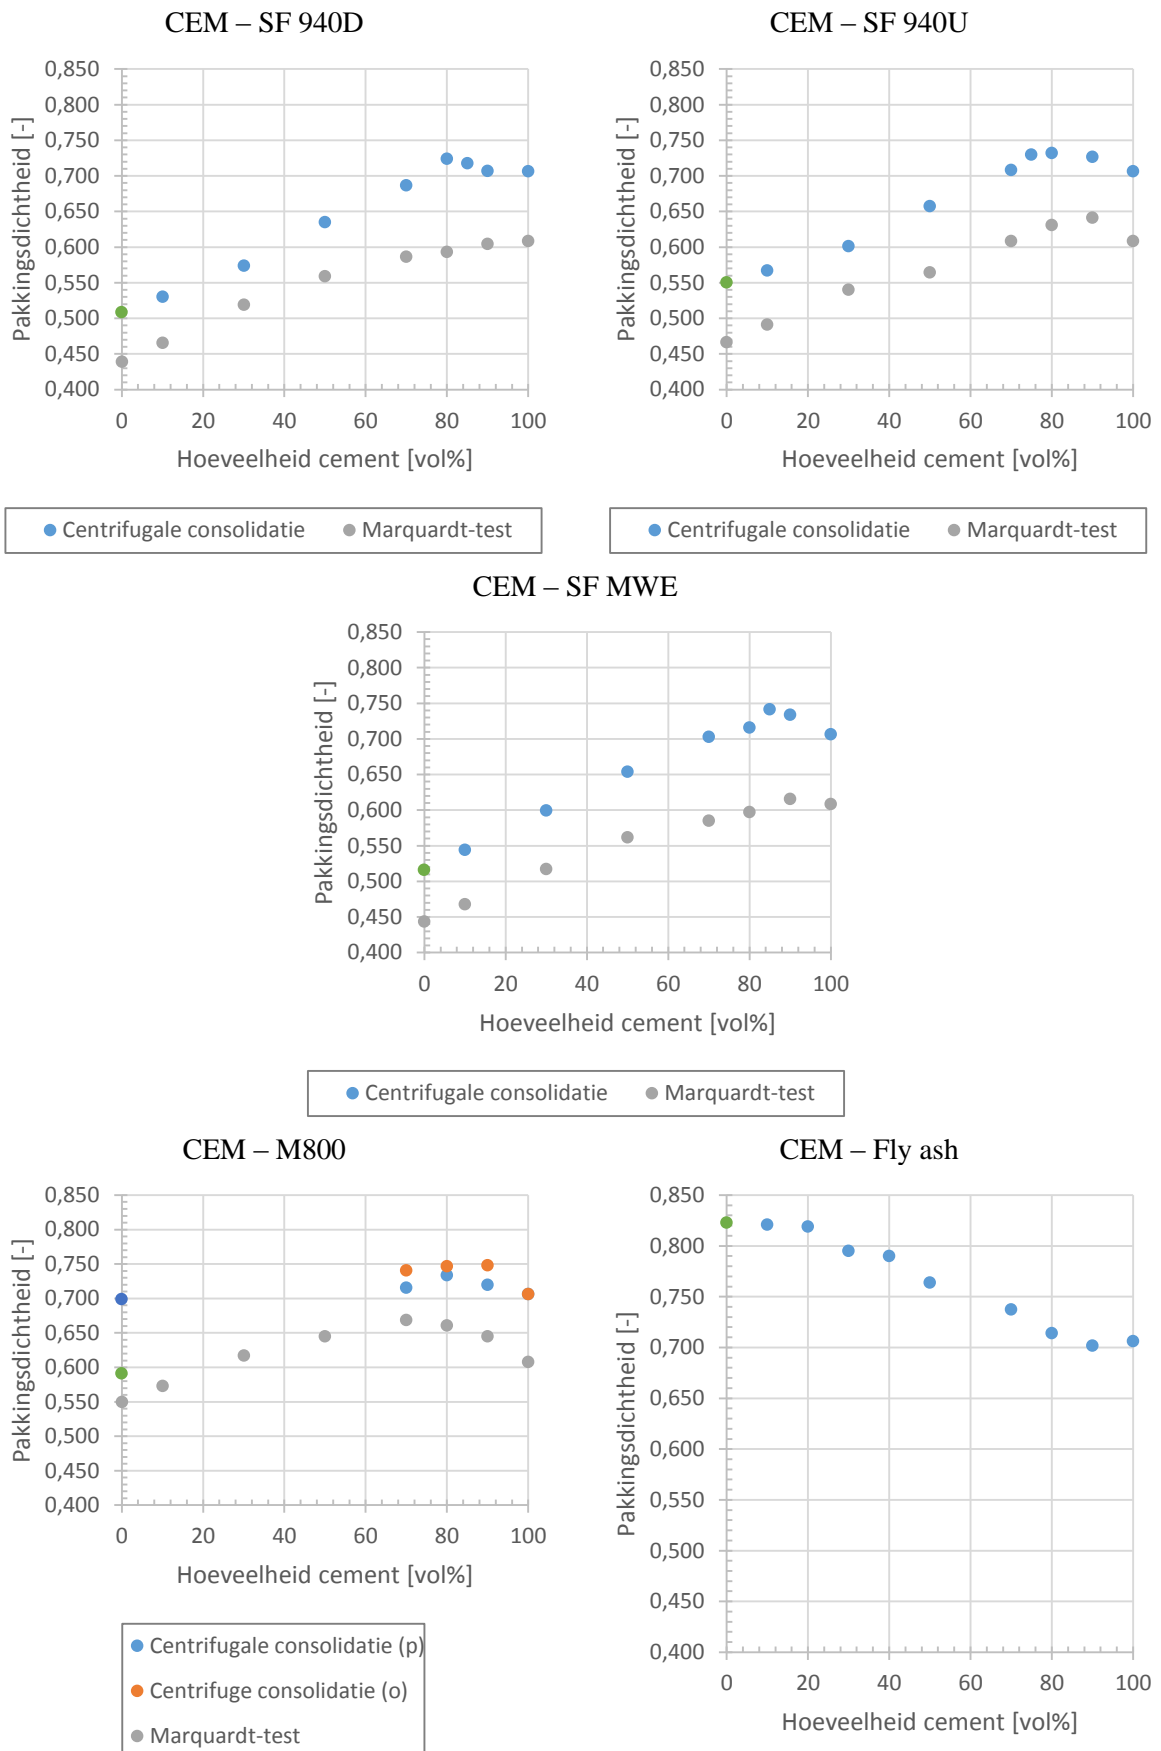 CEM – SF 940D
0,850
0,800
0,750
0,700
0,650
0,600
0,550
0,500
0,450
0,400
Pakkingsdichtheid [-]
0 20 40 60 80 100
Hoeveelheid cement [vol%]
Centrifugale consolidatie Marquardt-test
CEM – SF 940U
0,850
0,800
0,750
0,700
0,650
0,600
0,550
0,500
0,450
0,400
Pakkingsdichtheid [-]
0 20 40 60 80 100
Hoeveelheid cement [vol%]
Centrifugale consolidatie Marquardt-test
CEM – SF MWE
0,850
0,800
0,750
0,700
0,650
0,600
0,550
0,500
0,450
0,400
Pakkingsdichtheid [-]
0 20 40 60 80 100
Hoeveelheid cement [vol%]
Centrifugale consolidatie Marquardt-test
CEM – M800
0,850
0,800
0,750
0,700
0,650
0,600
0,550
0,500
0,450
0,400
Pakkingsdichtheid [-]
0 20 40 60 80 100
Hoeveelheid cement [vol%]
Centrifugale consolidatie (p)
Centrifuge consolidatie (o)
Marquardt-test
CEM – Fly ash
0,850
0,800
0,750
0,700
0,650
0,600
0,550
0,500
0,450
0,400
Pakkingsdichtheid [-]
0 20 40 60 80 100
Hoeveelheid cement [vol%]